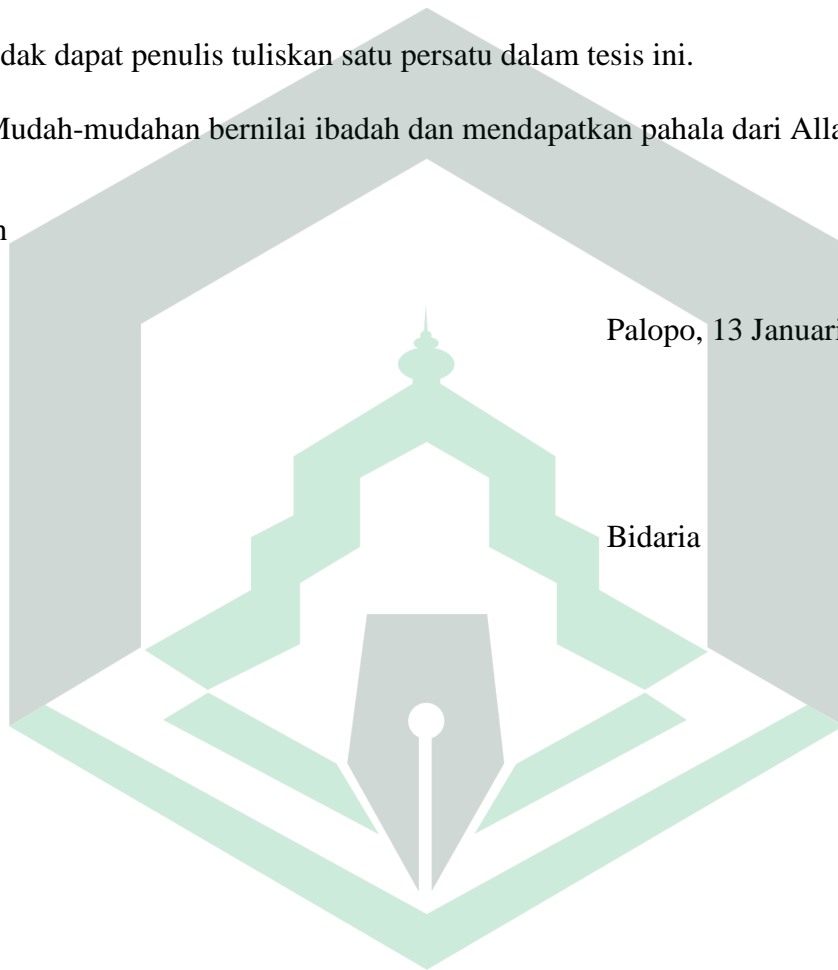 dak dapat penulis tuliskan satu persatu dalam tesis ini.
Mudah-mudahan bernilai ibadah dan mendapatkan pahala dari Alla
n
Palopo, 13 Januari
Bidaria